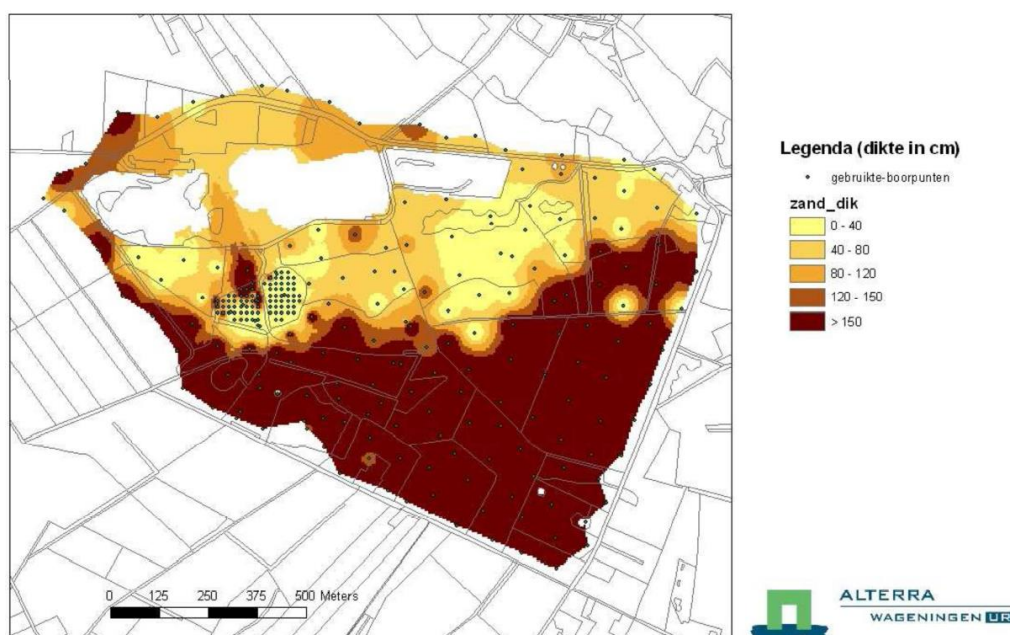 Legenda (dikte in cm)
gebruikte-boorpunten
zand_dik
0 - 40
40 - 80
80 - 120
120 - 150
> 150
0 125 250 375 500 Meters
ALTERRA
WAGENINGEN UR